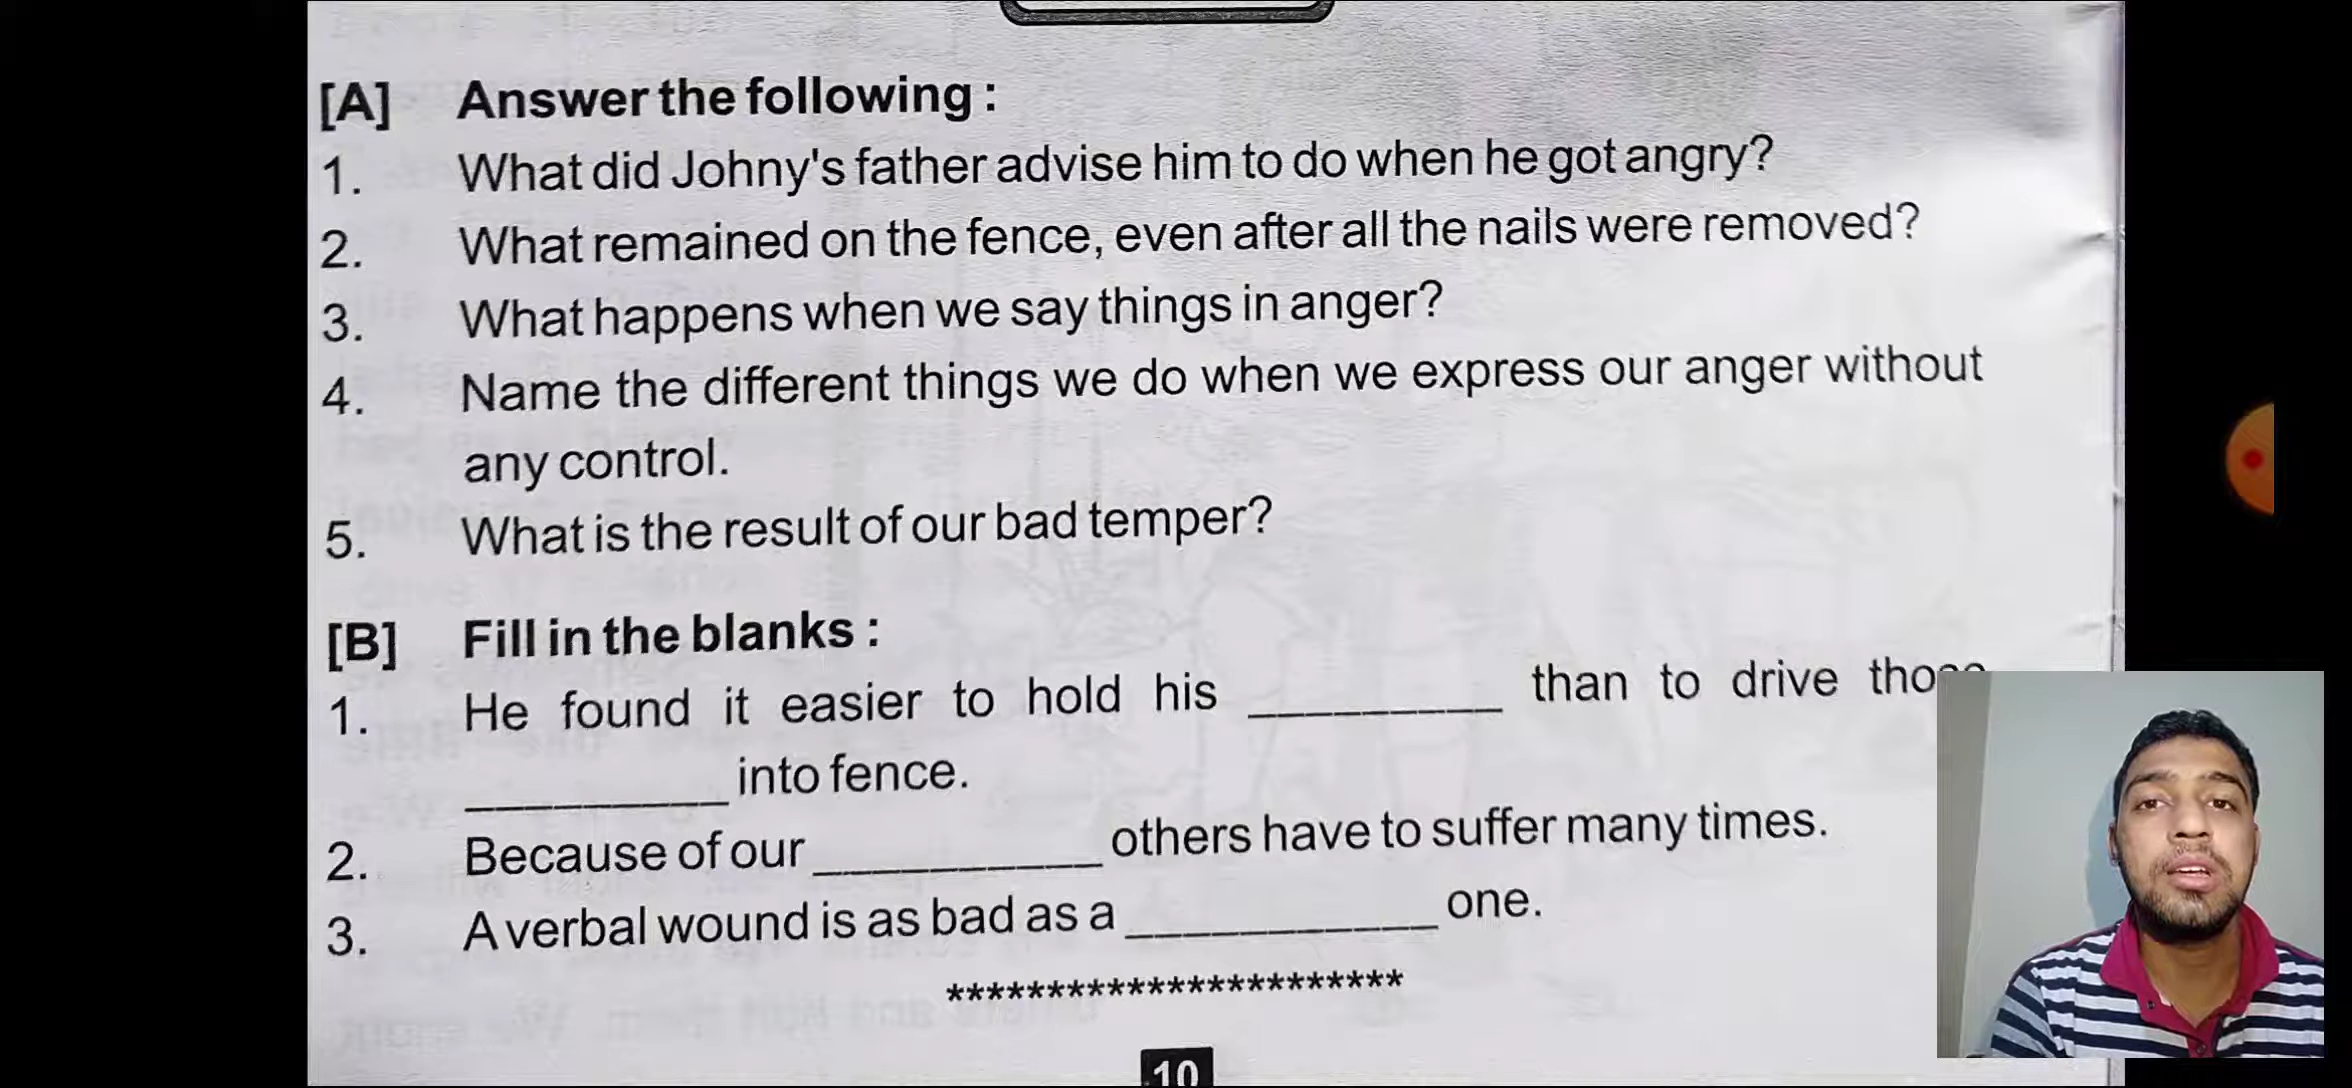 [A] Answer the following :
1. What did Johny's father advise him to do when he got angry?
2. What remained on the fence, even after all the nails were removed?
3. What happens when we say things in anger?
4. Name the different things we do when we express our anger without
any control.
5. What is the result of our bad temper?
[B] Fill in the blanks :
1. He found it easier to hold his __________ than to drive
__________ into fence.
2. Because of our __________ others have to suffer many times.
3. A verbal wound is as bad as a __________ one.
***********************
10